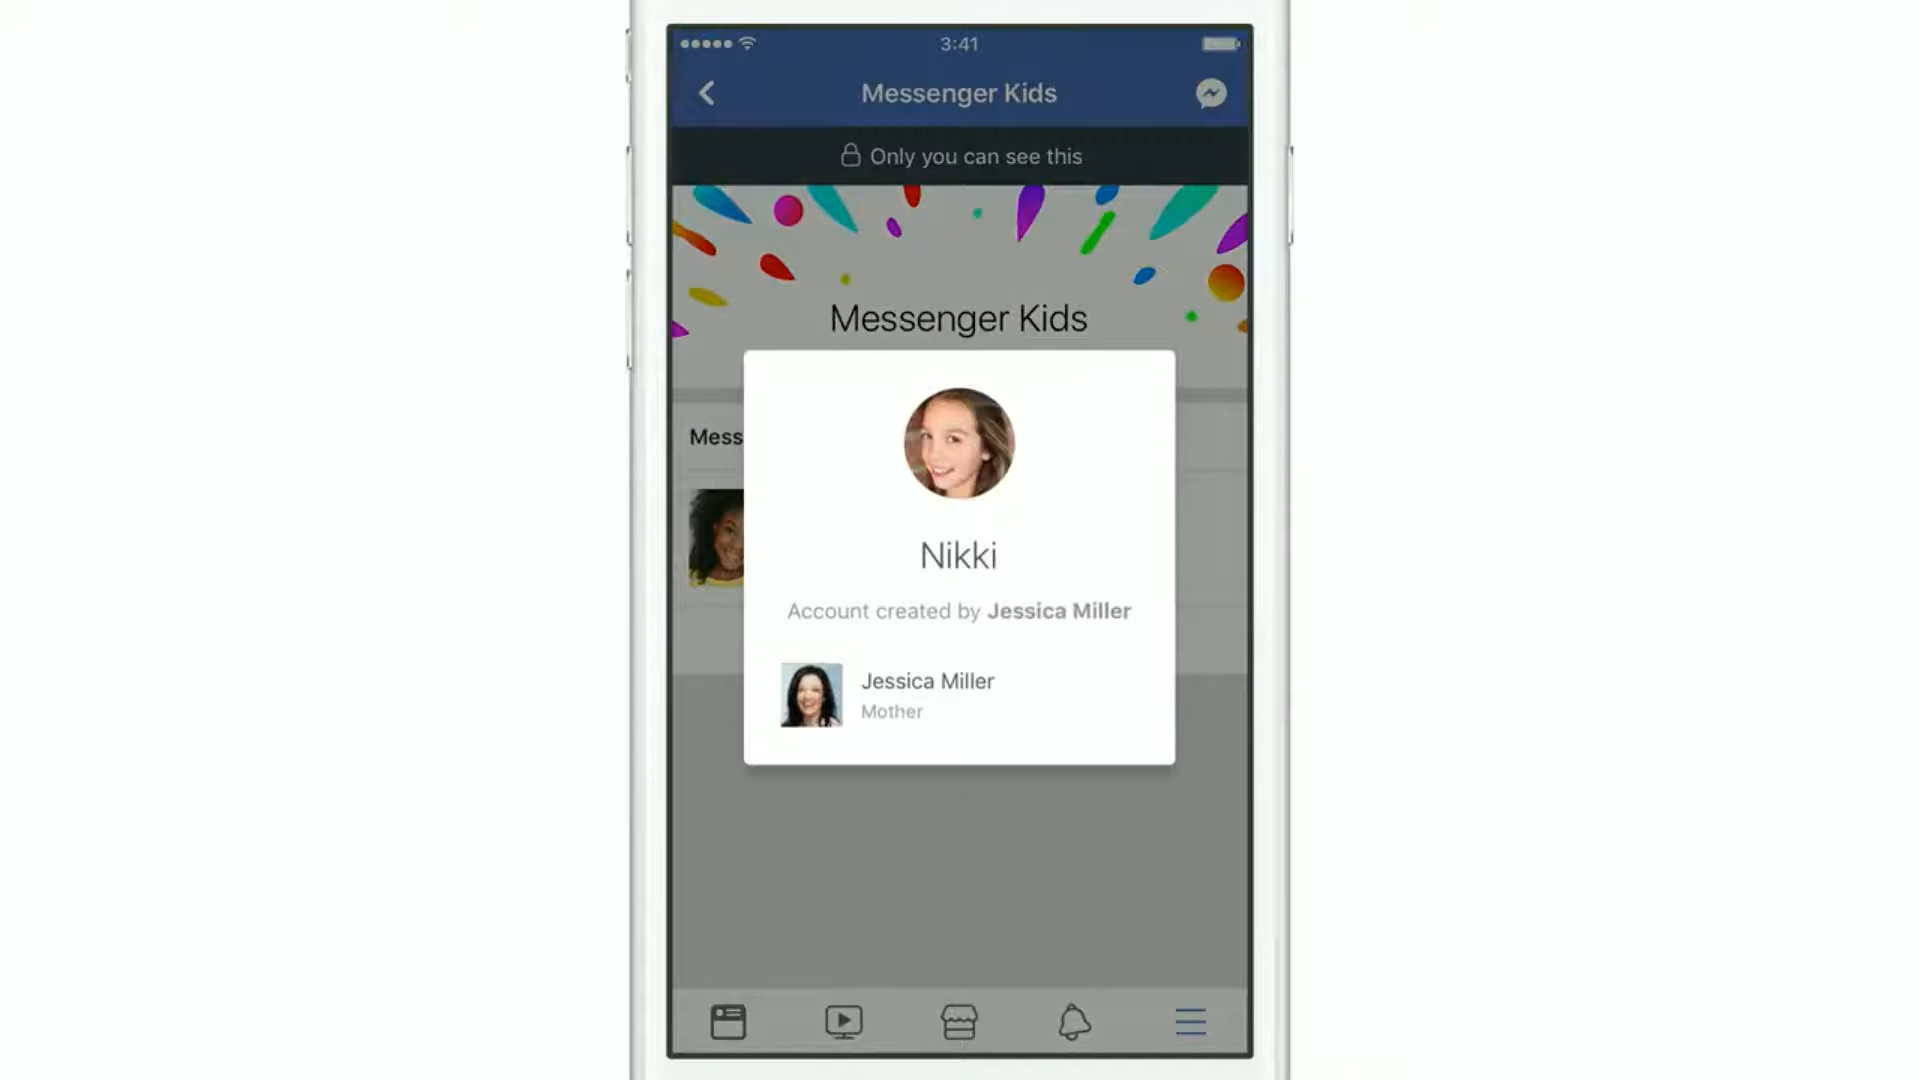 3:41
Messenger Kids
Only you can see this
Messenger Kids
Mess
Nikki
Account created by Jessica Miller
Jessica Miller
Mother